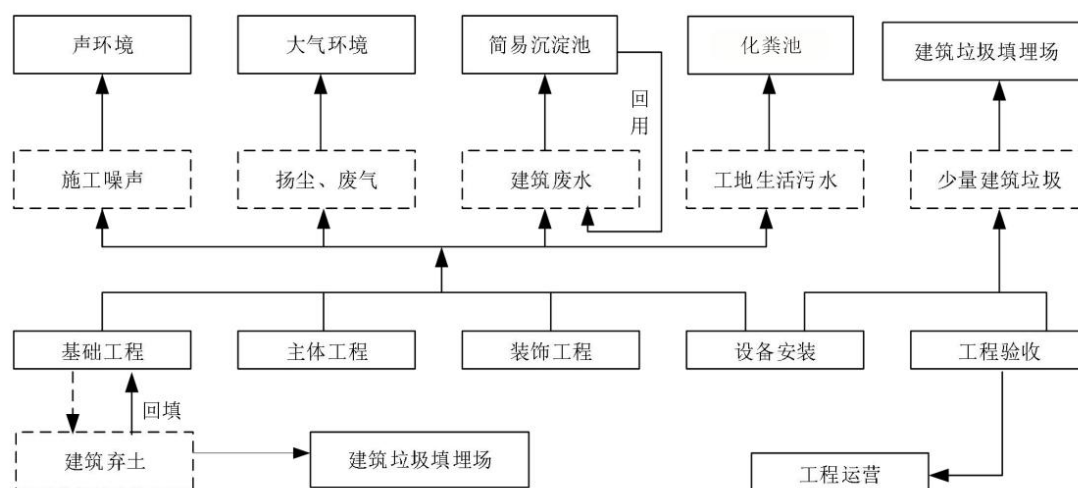 声环境
大气环境
简易沉淀池
化粪池
建筑垃圾填埋场
回用
施工噪声
扬尘、废气
建筑废水
工地生活污水
少量建筑垃圾
基础工程
主体工程
装饰工程
设备安装
工程验收
回填
建筑弃土
建筑垃圾填埋场
工程运营